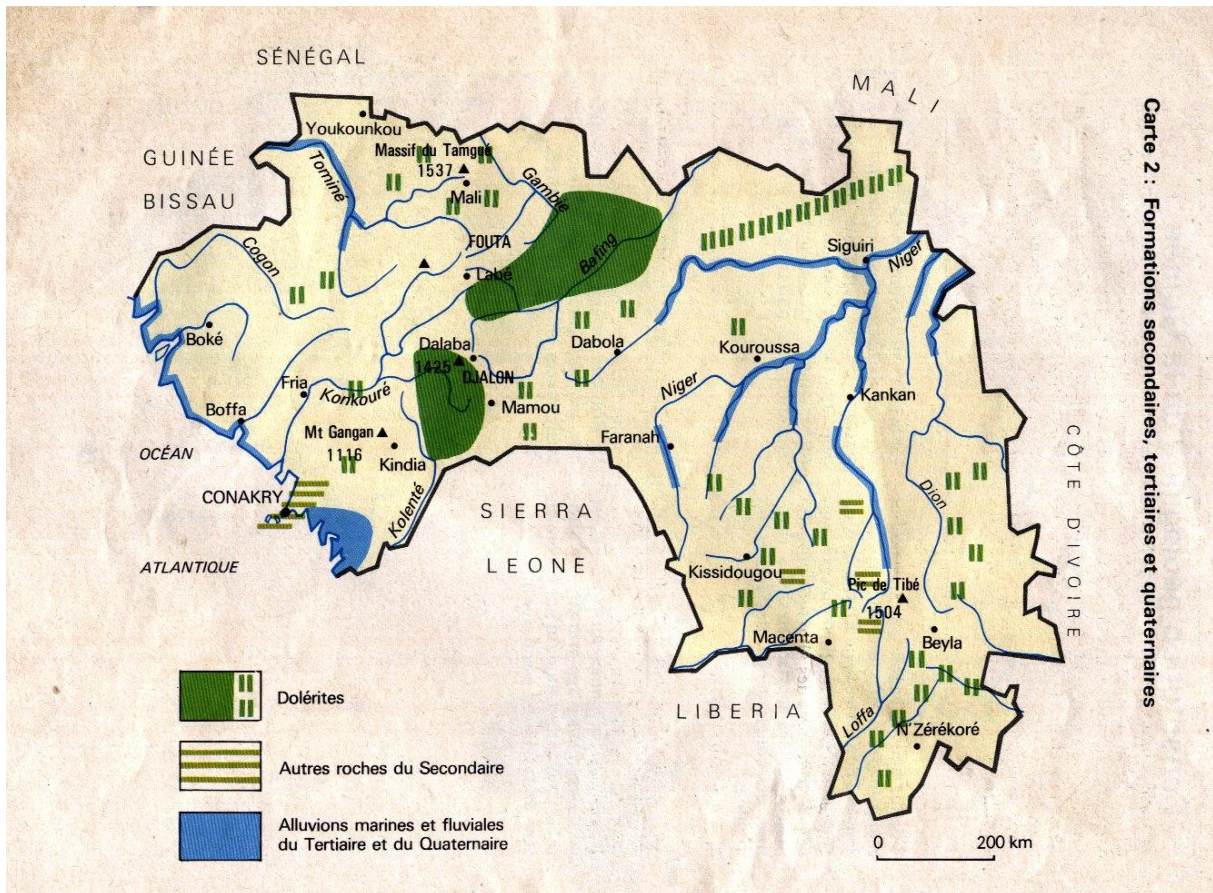 Carte 2 : Formations secondaires, tertiaires et quaternaires
SÉNÉGAL
MALI
GUINÉE
BISSAU
Youkounkou
Massif du Tamgué
1537
Mali
Tominé
Gambie
Cogon
FOUTA
Bafing
Labé
Siguiri
Niger
Boké
Dalaba
1425
DJALON
Dabola
Kouroussa
Fria
Konkouré
Mamou
Niger
Kankan
Boffa
Mt Gangan
1116
Kindia
Faranah
OCÉAN
CONAKRY
Kolenté
SIERRA
LEONE
Dion
CÔTE D'IVOIRE
ATLANTIQUE
Kissidougou
Pic de Tibé
1504
Macenta
Beyla
LIBERIA
Loffa
N'Zérékoré
Dolérites
Autres roches du Secondaire
Alluvions marines et fluviales
du Tertiaire et du Quaternaire
0 200 km